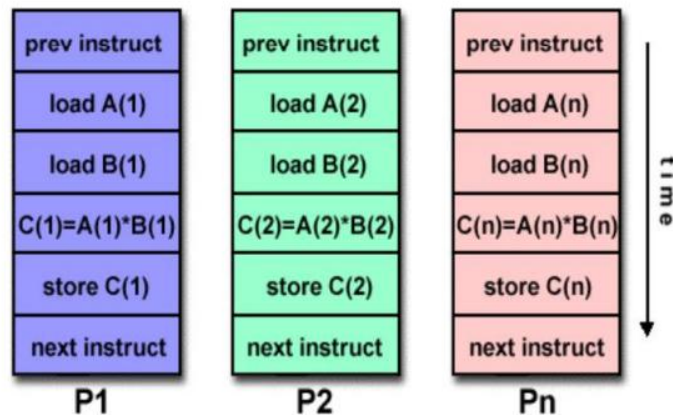 prev instruct
load A(1)
load B(1)
C(1)=A(1)*B(1)
store C(1)
next instruct
P1
prev instruct
load A(2)
load B(2)
C(2)=A(2)*B(2)
store C(2)
next instruct
P2
prev instruct
load A(n)
load B(n)
C(n)=A(n)*B(n)
store C(n)
next instruct
Pn
time